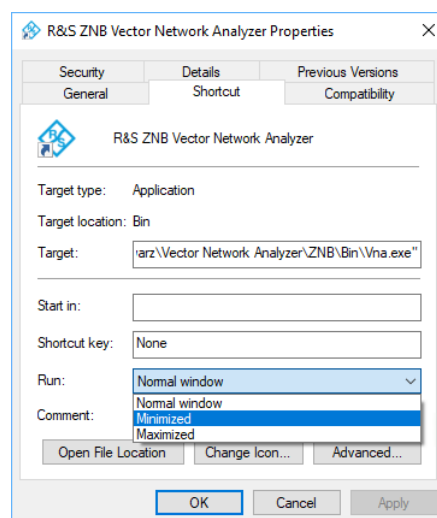 R&S ZNB Vector Network Analyzer Properties
Security Details Previous Versions
General Shortcut Compatibility
R&S ZNB Vector Network Analyzer
Target type: Application
Target location: Bin
Target: arz\Vector Network Analyzer\ZNB\Bin\Vna.exe"
Start in:
Shortcut key: None
Run: Normal window
Normal window
Comment: Minimized
Maximized
Open File Location Change Icon... Advanced...
OK Cancel Apply